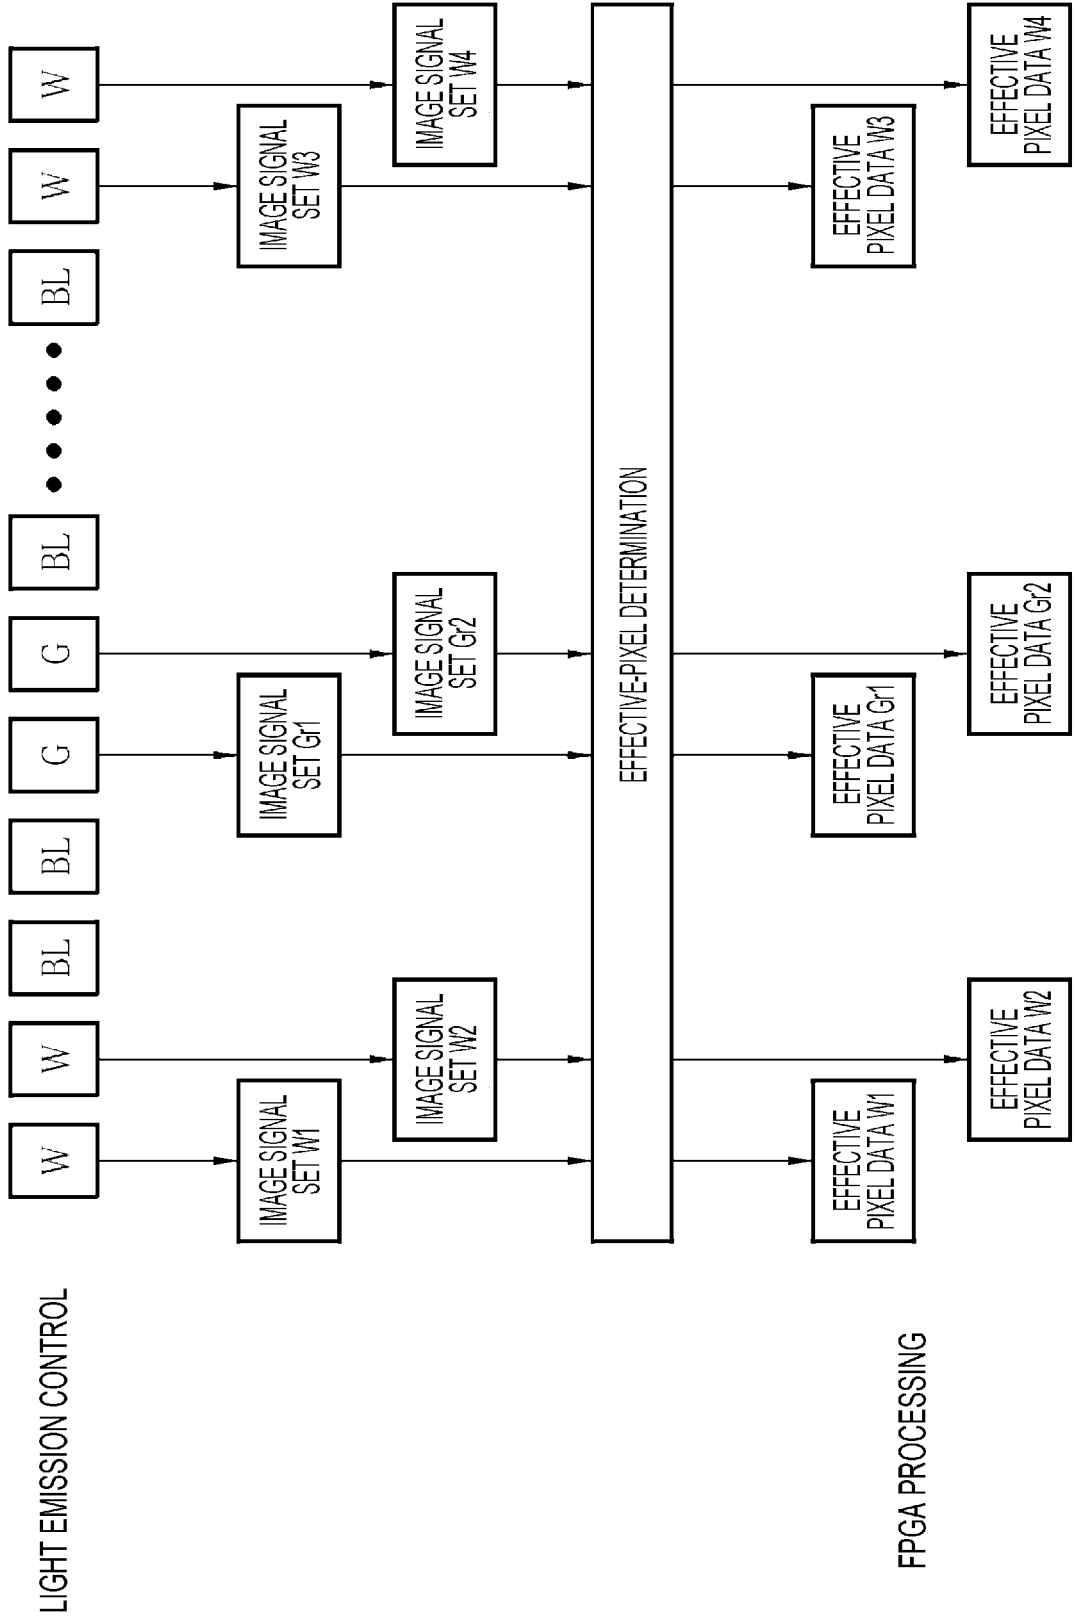 LIGHT EMISSION CONTROL
W
W
BL
BL
G
G
BL
BL
W
W
IMAGE SIGNAL
SET W1
IMAGE SIGNAL
SET Gr1
IMAGE SIGNAL
SET W3
IMAGE SIGNAL
SET W2
IMAGE SIGNAL
SET Gr2
IMAGE SIGNAL
SET W4
EFFECTIVE-PIXEL DETERMINATION
FPGA PROCESSING
EFFECTIVE
PIXEL DATA W1
EFFECTIVE
PIXEL DATA Gr1
EFFECTIVE
PIXEL DATA W3
EFFECTIVE
PIXEL DATA W2
EFFECTIVE
PIXEL DATA Gr2
EFFECTIVE
PIXEL DATA W4